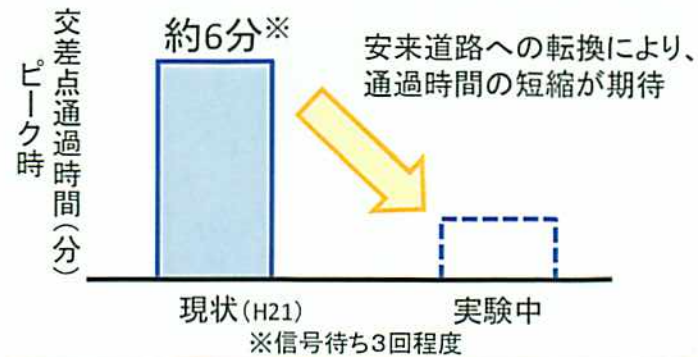 ピーク時
交差点通過時間(分)
約6分※
安来道路への転換により、
通過時間の短縮が期待
現状(H21)
実験中
※信号待ち3回程度